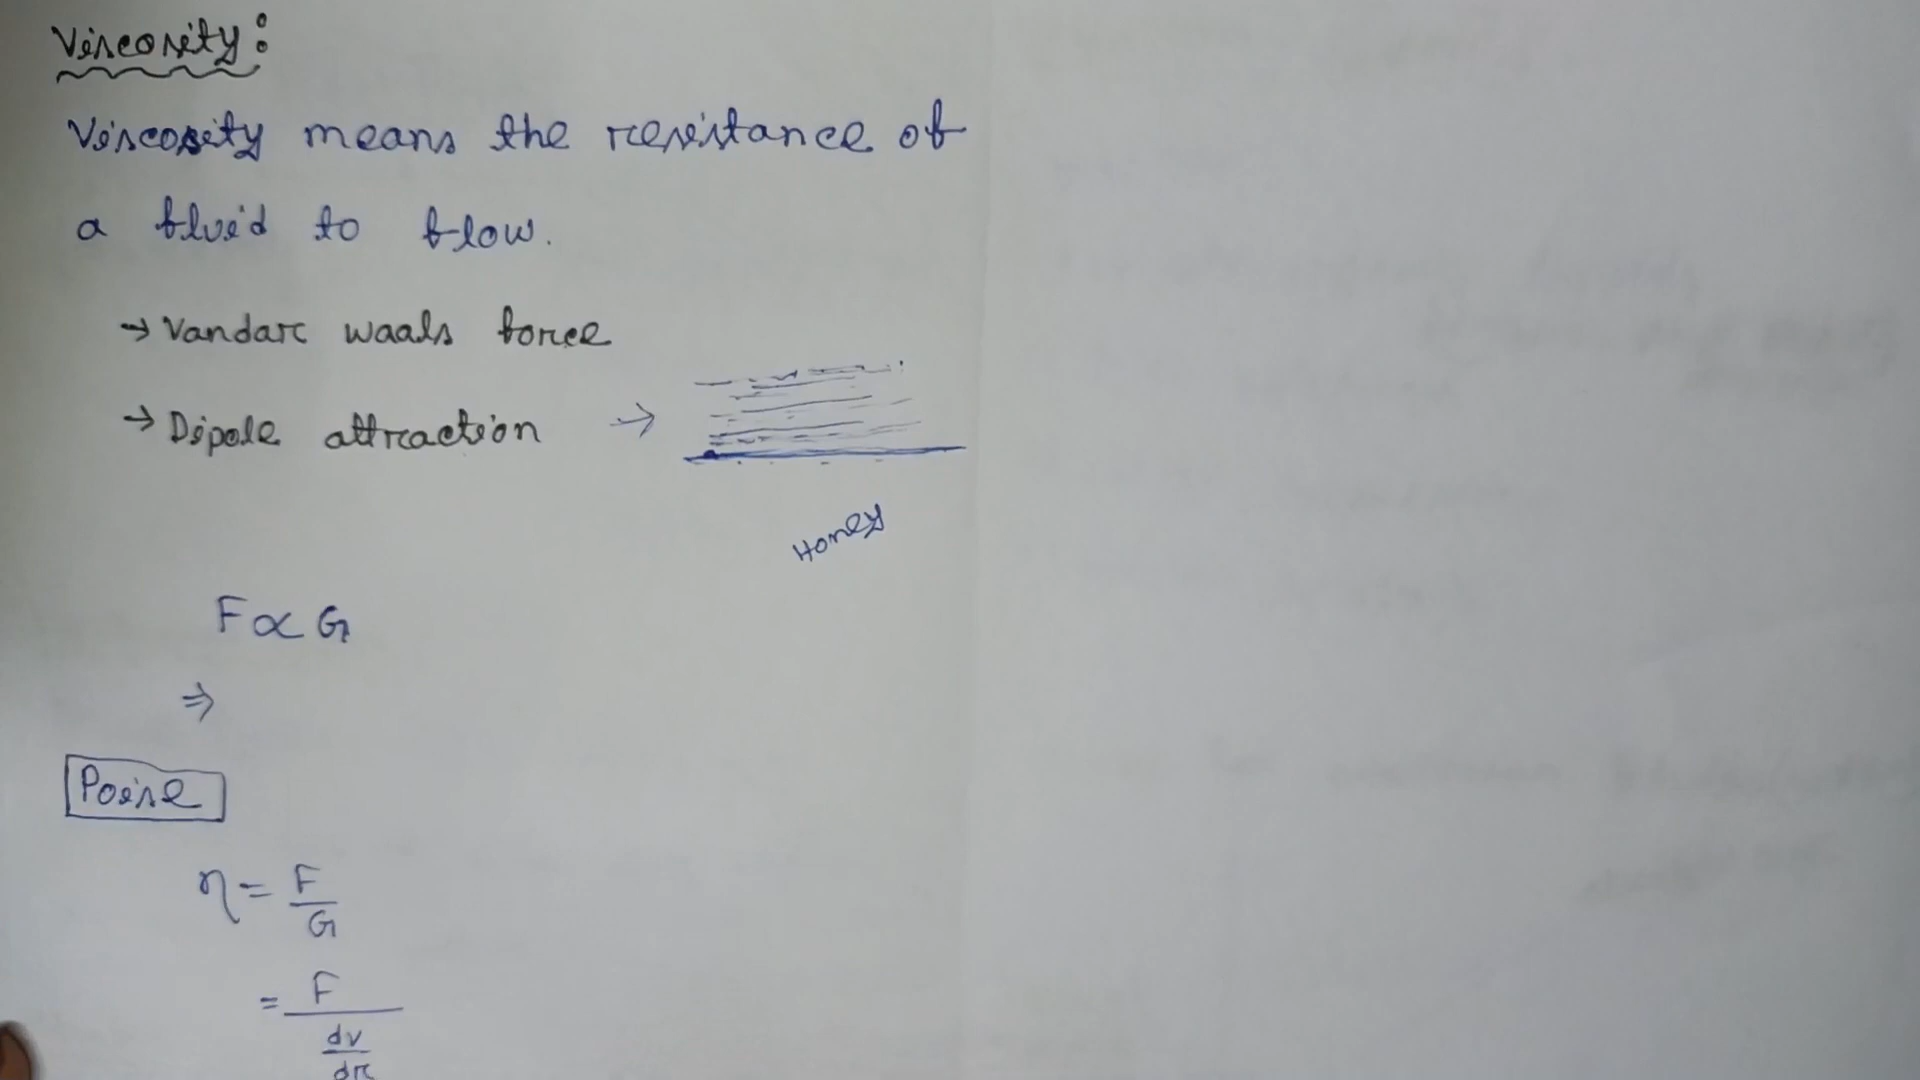 Viscosity:
Viscosity means the resistance of
a fluid to flow.
→ Vandar waals force
→ Dipole attraction →
Honey
F ∝ G
⇒
Poise
η = F/G
= F/(dv/dr)